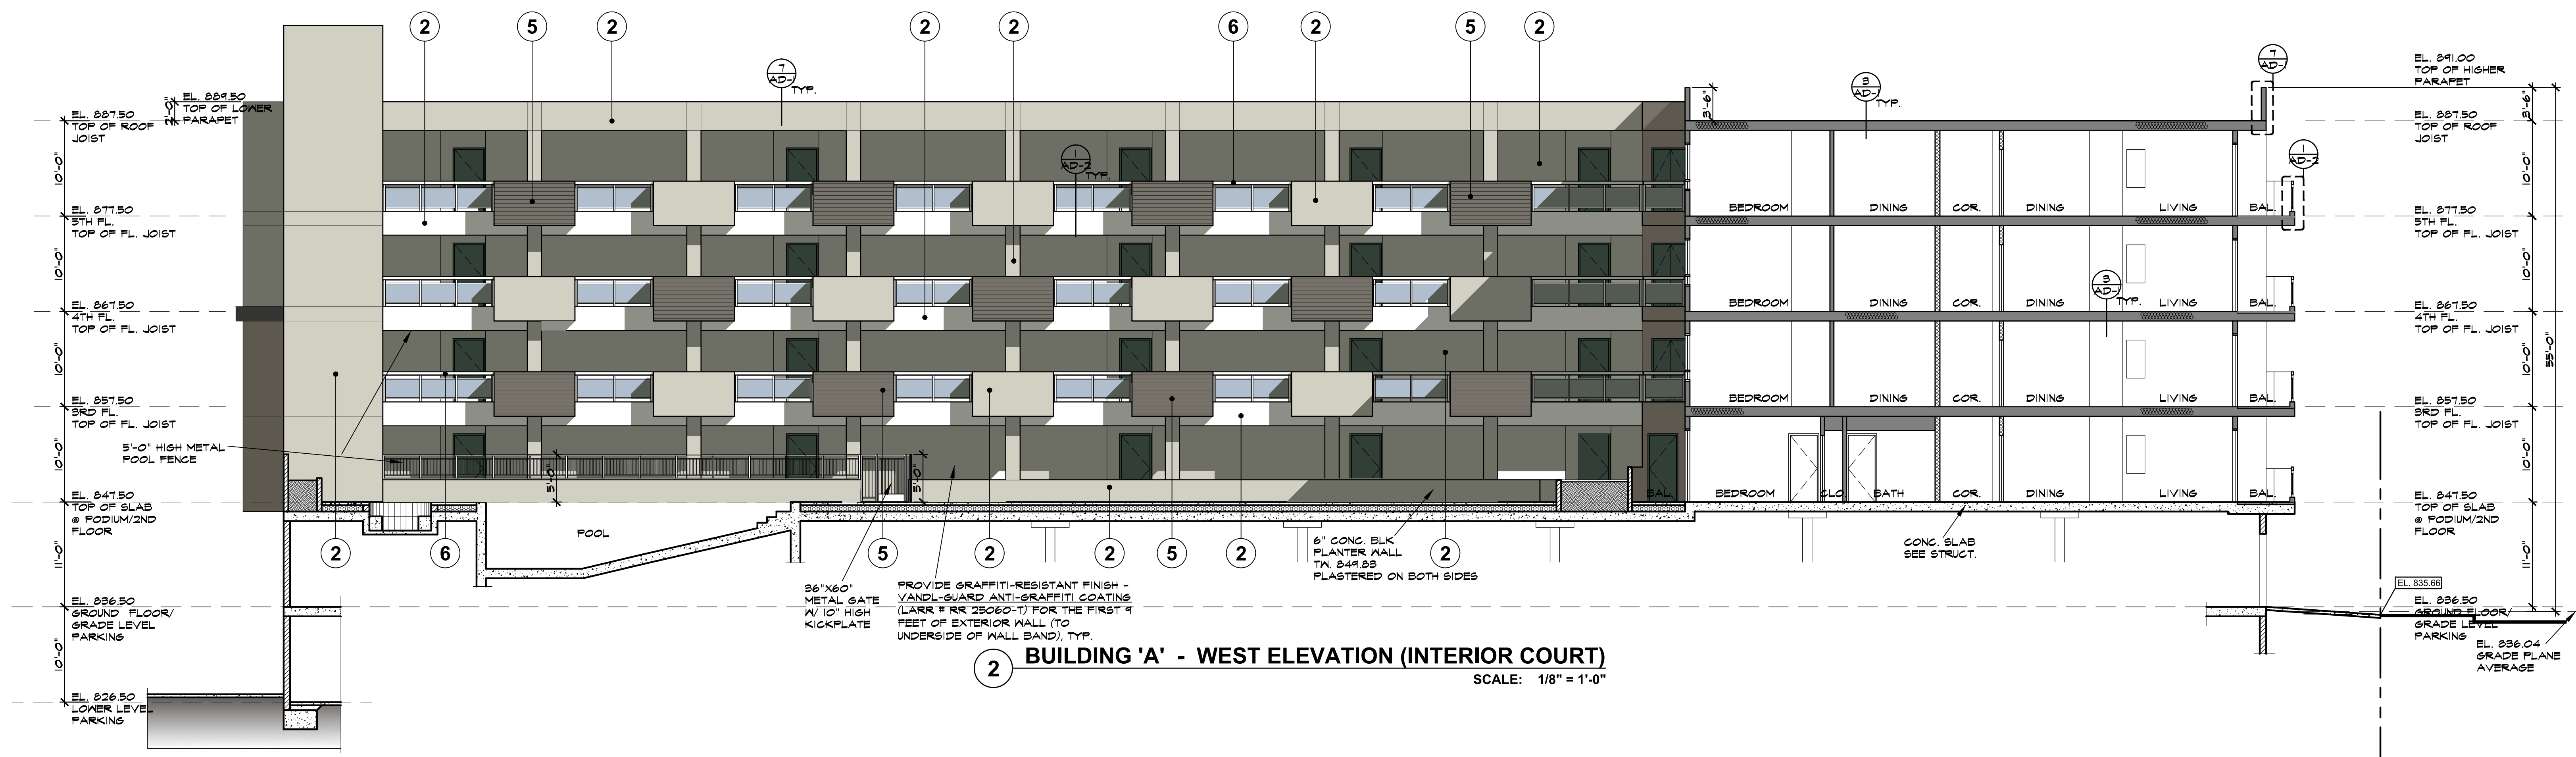 2
5
2
2
2
6
2
5
2
7
AD-1
TYP.
3
AD-1
TYP.
7
AD-1
EL. 889.50
TOP OF LOWER
PARAPET
2'-0"
EL. 887.50
TOP OF ROOF
JOIST
10'-0"
EL. 877.50
5TH FL.
TOP OF FL. JOIST
10'-0"
EL. 867.50
4TH FL.
TOP OF FL. JOIST
10'-0"
EL. 857.50
3RD FL.
TOP OF FL. JOIST
10'-0"
EL. 847.50
TOP OF SLAB
@ PODIUM/2ND
FLOOR
11'-0"
EL. 836.50
GROUND FLOOR/
GRADE LEVEL
PARKING
10'-0"
EL. 826.50
LOWER LEVEL
PARKING
5'-0" HIGH METAL
POOL FENCE
1
AD-2
TYP.
5'-0"
5'-0"
POOL
2
6
5
2
2
5
2
2
36"X60"
METAL GATE
W/ 10" HIGH
KICKPLATE
PROVIDE GRAFFITI-RESISTANT FINISH -
VANDL-GUARD ANTI-GRAFFITI COATING
(LARR # RR 25060-T) FOR THE FIRST 9
FEET OF EXTERIOR WALL (TO
UNDERSIDE OF WALL BAND), TYP.
6" CONC. BLK
PLANTER WALL
TW. 849.83
PLASTERED ON BOTH SIDES
3'-6"
BEDROOM DINING COR. DINING LIVING BAL.
BEDROOM DINING COR. DINING LIVING BAL.
3
AD-1
TYP.
BEDROOM DINING COR. DINING LIVING BAL.
BAL. BEDROOM CLO. BATH COR. DINING LIVING BAL.
1
AD-2
CONC. SLAB
SEE STRUCT.
EL. 891.00
TOP OF HIGHER
PARAPET
3'-6"
EL. 887.50
TOP OF ROOF
JOIST
10'-0"
EL. 877.50
5TH FL.
TOP OF FL. JOIST
10'-0"
EL. 867.50
4TH FL.
TOP OF FL. JOIST
10'-0"
55'-0"
EL. 857.50
3RD FL.
TOP OF FL. JOIST
10'-0"
EL. 847.50
TOP OF SLAB
@ PODIUM/2ND
FLOOR
11'-0"
EL. 835.66
EL. 836.50
GROUND FLOOR/
GRADE LEVEL
PARKING
EL. 836.04
GRADE PLANE
AVERAGE
2
BUILDING 'A' - WEST ELEVATION (INTERIOR COURT)
SCALE: 1/8" = 1'-0"